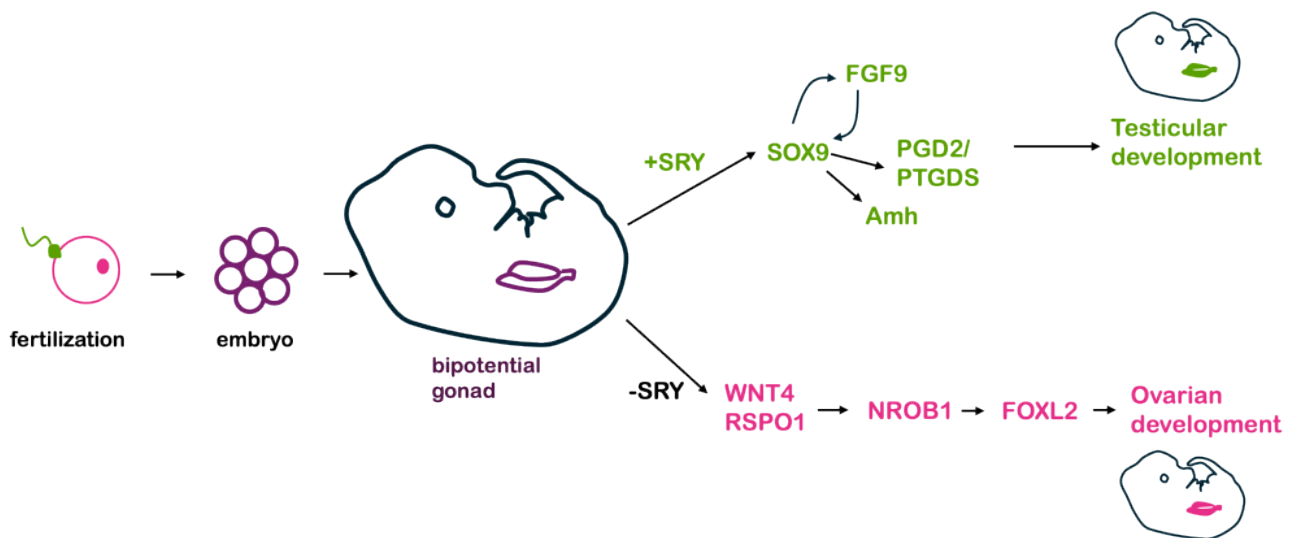 fertilization
embryo
bipotential
gonad
+SRY
SOX9
FGF9
PGD2/
PTGDS
Amh
Testicular
development
-SRY
WNT4
RSPO1
NROB1
FOXL2
Ovarian
development